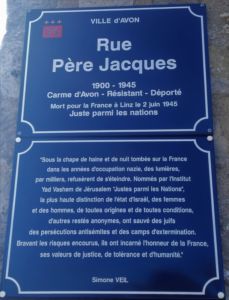 VILLE d'AVON
Rue
Père Jacques
1900 - 1945
Carme d'Avon - Résistant - Déporté
Mort pour la France à Linz le 2 juin 1945
Juste parmi les nations
"Sous la chape de haine et de nuit tombée sur la France
dans les années d'occupation nazie, des lumières,
par milliers, refusèrent de s'éteindre. Nommés par l'Institut
Yad Vashem de Jérusalem "Justes parmi les Nations",
la plus haute distinction de l'état d'Israël, des femmes
et des hommes, de toutes origines et de toutes conditions,
d'autres restés anonymes, ont sauvé des juifs
des persécutions antisémites et des camps d'extermination.
Bravant les risques encourus, ils ont incarné l'honneur de la France,
ses valeurs de justice, de tolérance et d'humanité."
Simone VEIL